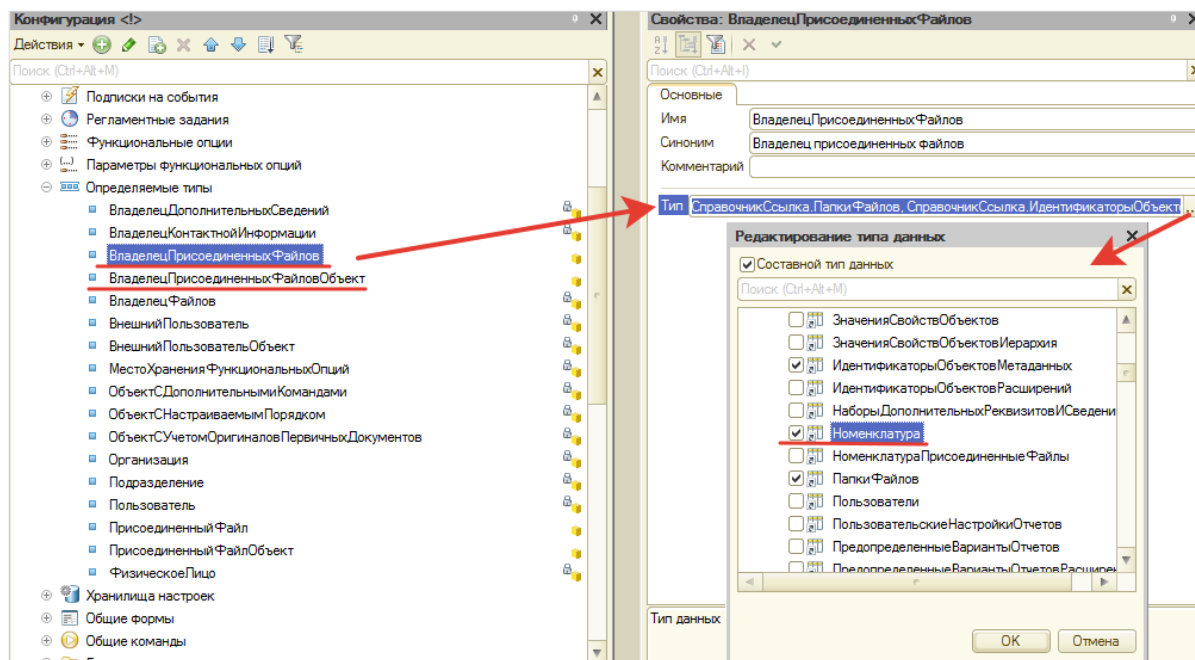 Конфигурация <!>
Действия
Поиск (Ctrl+Alt+M)
Подписки на события
Регламентные задания
Функциональные опции
Параметры функциональных опций
Определяемые типы
ВладелецДополнительныхСведений
ВладелецКонтактнойИнформации
ВладелецПрисоединенныхФайлов
ВладелецПрисоединенныхФайловОбъект
ВладелецФайлов
ВнешнийПользователь
ВнешнийПользовательОбъект
МестоХраненияФункциональныхОпций
ОбъектСДополнительнымиКомандами
ОбъектСНастраиваемымПорядком
ОбъектСУчетомОригиналовПервичныхДокументов
Организация
Подразделение
Пользователь
ПрисоединенныйФайл
ПрисоединенныйФайлОбъект
ФизическоеЛицо
Хранилища настроек
Общие формы
Общие команды
Свойства: ВладелецПрисоединенныхФайлов
Поиск (Ctrl+Alt+I)
Основные
Имя ВладелецПрисоединенныхФайлов
Синоним Владелец присоединенных файлов
Комментарий
Тип СправочникСсылка.ПапкиФайлов, СправочникСсылка.ИдентификаторыОбъект ...
Редактирование типа данных
Составной тип данных
Поиск (Ctrl+Alt+M)
ЗначенияСвойствОбъектов
ЗначенияСвойствОбъектовИерархия
ИдентификаторыОбъектовМетаданных
ИдентификаторыОбъектовРасширений
НаборыДополнительныхРеквизитовИСведени
Номенклатура
НоменклатураПрисоединенныеФайлы
ПапкиФайлов
Пользователи
ПользовательскиеНастройкиОтчетов
ПредопределенныеВариантыОтчетов
ПредопределенныеВариантыОтчетовРасширен
OK Отмена
Тип данных